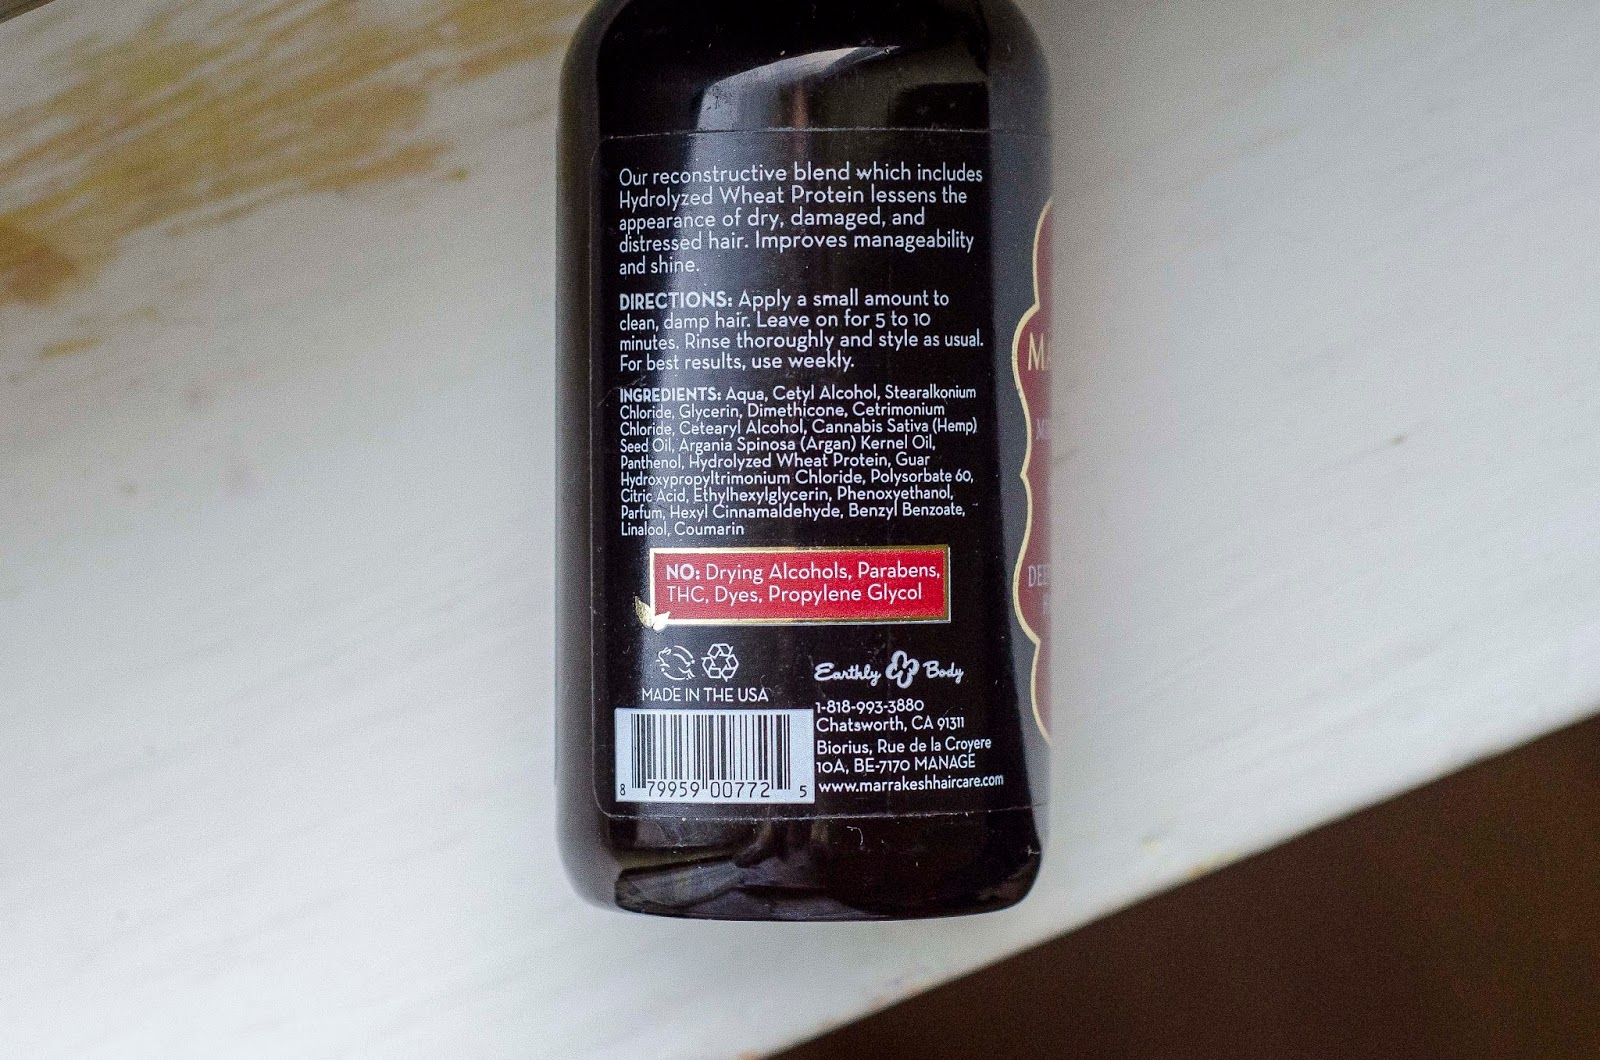 Our reconstructive blend which includes
Hydrolyzed Wheat Protein lessens the
appearance of dry, damaged, and
distressed hair. Improves manageability
and shine.
DIRECTIONS: Apply a small amount to
clean, damp hair. Leave on for 5 to 10
minutes. Rinse thoroughly and style as usual.
For best results, use weekly.
INGREDIENTS: Aqua, Cetyl Alcohol, Stearalkonium
Chloride, Glycerin, Dimethicone, Cetrimonium
Chloride, Cetearyl Alcohol, Cannabis Sativa (Hemp)
Seed Oil, Argania Spinosa (Argan) Kernel Oil,
Panthenol, Hydrolyzed Wheat Protein, Guar
Hydroxypropyltrimonium Chloride, Polysorbate 60,
Citric Acid, Ethylhexylglycerin, Phenoxyethanol,
Parfum, Hexyl Cinnamaldehyde, Benzyl Benzoate,
Linalool, Coumarin
NO: Drying Alcohols, Parabens,
THC, Dyes, Propylene Glycol
MADE IN THE USA
8 79959 00772 5
Earthly Body
1-818-993-3880
Chatsworth, CA 91311
Biorius, Rue de la Croyere
10A, BE-7170 MANAGE
www.marrakeshhaircare.com